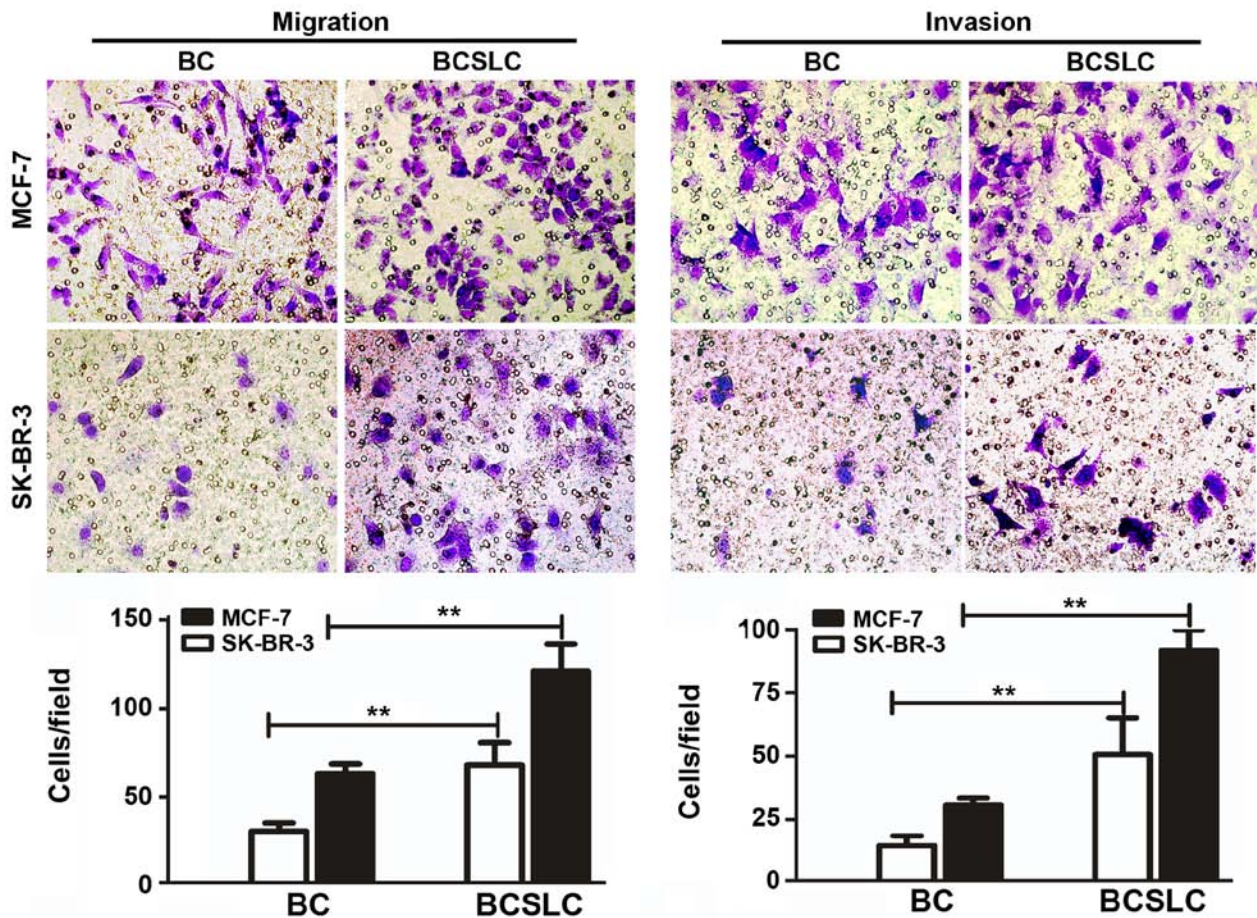 Migration
BC BCSLC
Invasion
BC BCSLC
MCF-7
SK-BR-3
Cells/field
150
100
50
0
MCF-7
SK-BR-3
**
**
BC BCSLC
Cells/field
100
75
50
25
0
MCF-7
SK-BR-3
**
**
BC BCSLC